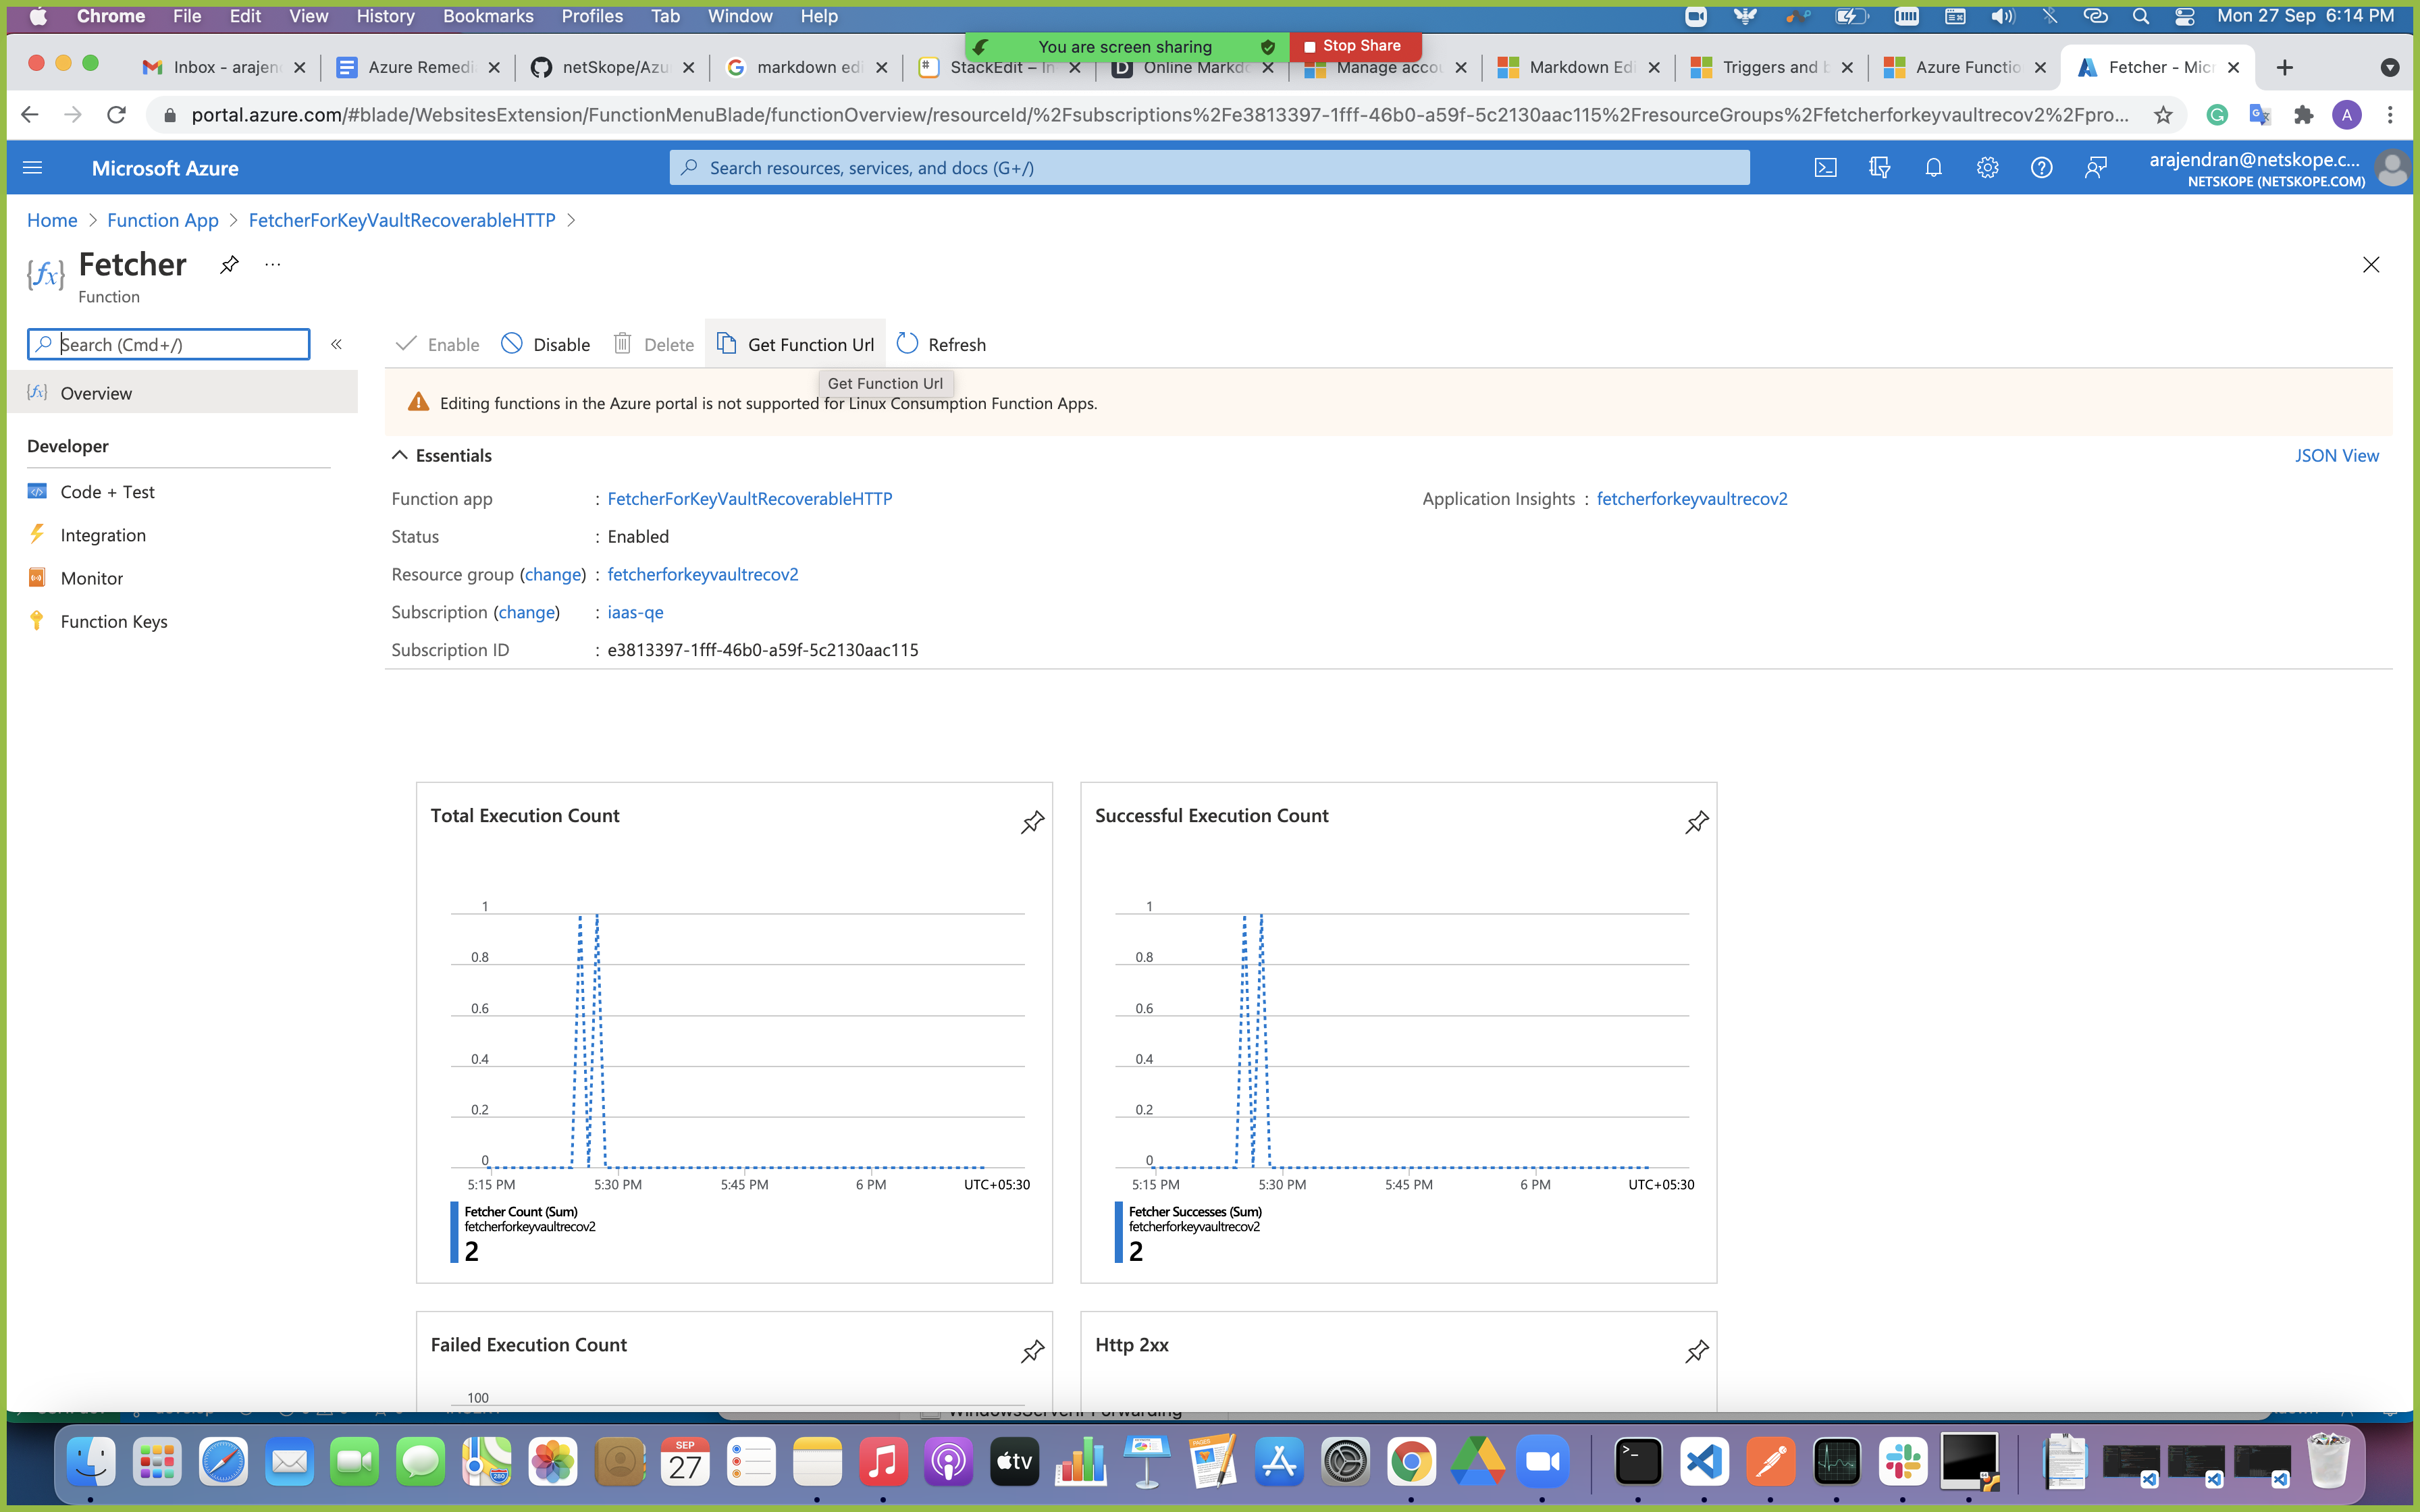 Chrome File Edit View History Bookmarks Profiles Tab Window Help Mon 27 Sep 6:14 PM
You are screen sharing Stop Share
Inbox - arajen Azure Remedi netSkope/Azu markdown edi StackEdit – In Online Markdo Manage accou Markdown Edi Triggers and b Azure Functio Fetcher - Micr
portal.azure.com/#blade/WebsitesExtension/FunctionMenuBlade/functionOverview/resourceId/%2Fsubscriptions%2Fe3813397-1fff-46b0-a59f-5c2130aac115%2FresourceGroups%2Ffetcherforkeyvaultrecov2%2Fpro... A
Microsoft Azure
Search resources, services, and docs (G+/)
arajendran@netskope.c...
NETSKOPE (NETSKOPE.COM)
Home > Function App > FetcherForKeyVaultRecoverableHTTP >
Fetcher ...
Function
Search (Cmd+/) «
Enable Disable Delete Get Function Url Refresh
Get Function Url
Editing functions in the Azure portal is not supported for Linux Consumption Function Apps.
Overview
Developer
Code + Test
Integration
Monitor
Function Keys
Essentials
JSON View
Function app : FetcherForKeyVaultRecoverableHTTP
Application Insights : fetcherforkeyvaultrecov2
Status : Enabled
Resource group (change) : fetcherforkeyvaultrecov2
Subscription (change) : iaas-qe
Subscription ID : e3813397-1fff-46b0-a59f-5c2130aac115
Total Execution Count
1
0.8
0.6
0.4
0.2
0
5:15 PM 5:30 PM 5:45 PM 6 PM UTC+05:30
Fetcher Count (Sum)
fetcherforkeyvaultrecov2
2
Successful Execution Count
1
0.8
0.6
0.4
0.2
0
5:15 PM 5:30 PM 5:45 PM 6 PM UTC+05:30
Fetcher Successes (Sum)
fetcherforkeyvaultrecov2
2
Failed Execution Count
100
Http 2xx
SEP
27
tv
280